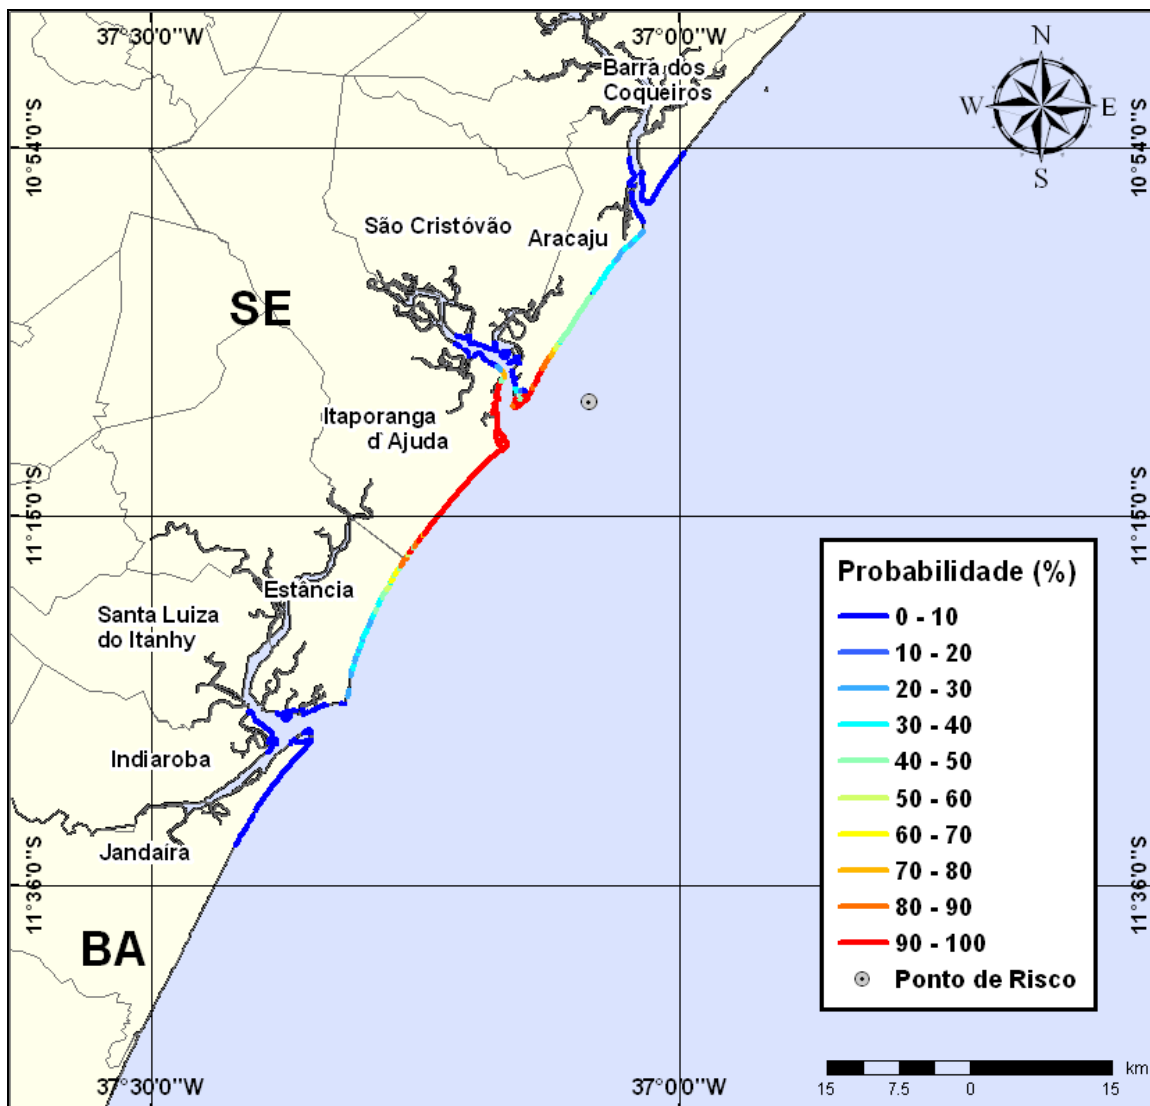 37°30'0''W
37°0'0''W
N
W
E
S
Barra dos
Coqueiros
10°54'0''S
10°54'0''S
São Cristóvão
Aracaju
SE
Itaporanga
d`Ajuda
11°15'0''S
11°15'0''S
Estância
Santa Luiza
do Itanhy
Indiaroba
Jandaíra
11°36'0''S
11°36'0''S
BA
Probabilidade (%)
0 - 10
10 - 20
20 - 30
30 - 40
40 - 50
50 - 60
60 - 70
70 - 80
80 - 90
90 - 100
Ponto de Risco
km
15 7.5 0 15
37°30'0''W
37°0'0''W